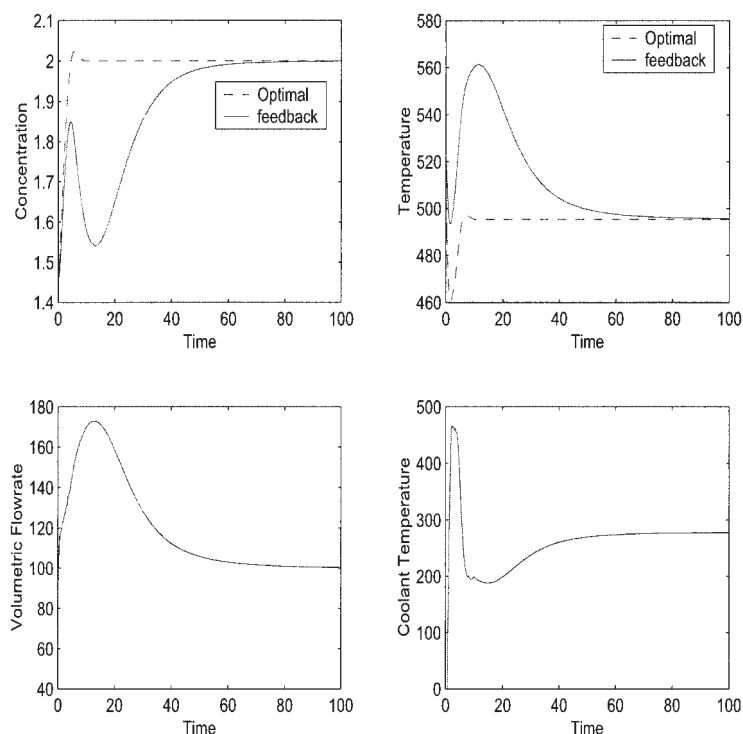 2.1
2
1.9
1.8
1.7
1.6
1.5
1.4
Concentration
Optimal
feedback
0 20 40 60 80 100
Time
580
560
540
520
500
480
460
Temperature
Optimal
feedback
0 20 40 60 80 100
Time
180
160
140
120
100
80
60
40
Volumetric Flowrate
0 20 40 60 80 100
Time
500
400
300
200
100
0
Coolant Temperature
0 20 40 60 80 100
Time